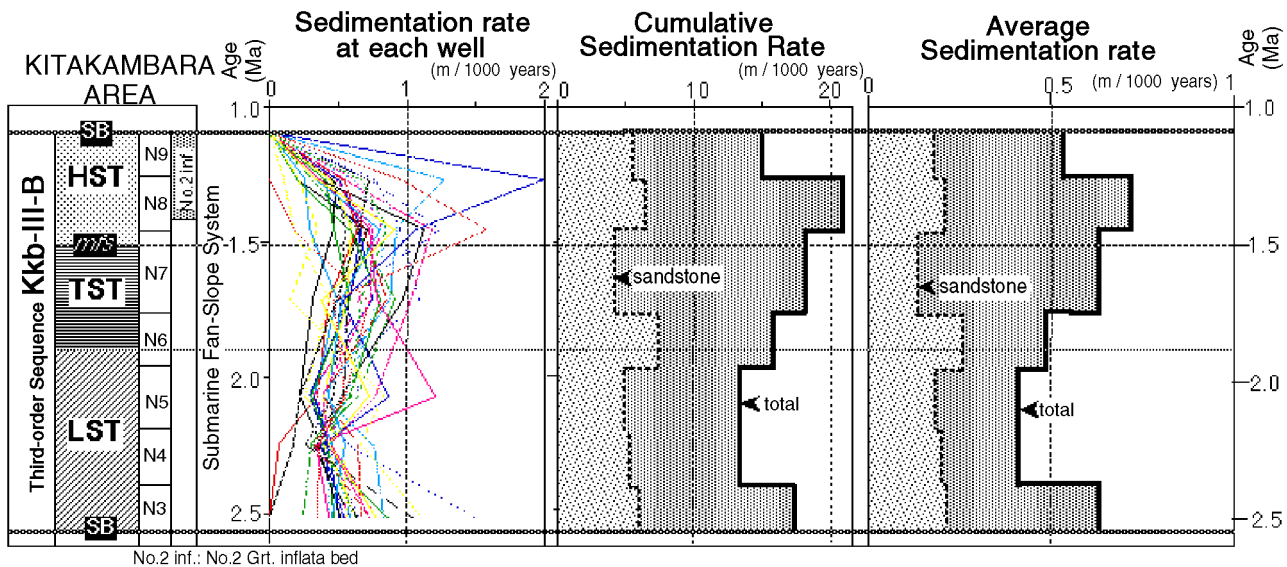 KITAKAMBARA
AREA
Age
(Ma)
Sedimentation rate
at each well
(m / 1000 years)
0 1 2
Cumulative
Sedimentation Rate
(m / 1000 years)
0 10 20
Average
Sedimentation rate
(m / 1000 years)
0 0.5 1
Age
(Ma)
1.0
1.5
2.0
2.5
Third-order Sequence Kkb-III-B
SB
HST
mfs
TST
LST
SB
N9
N8
N7
N6
N5
N4
N3
No.2 inf.
Submarine Fan-Slope System
sandstone
total
sandstone
total
1.0
1.5
2.0
2.5
No.2 inf.: No.2 Grt. inflata bed